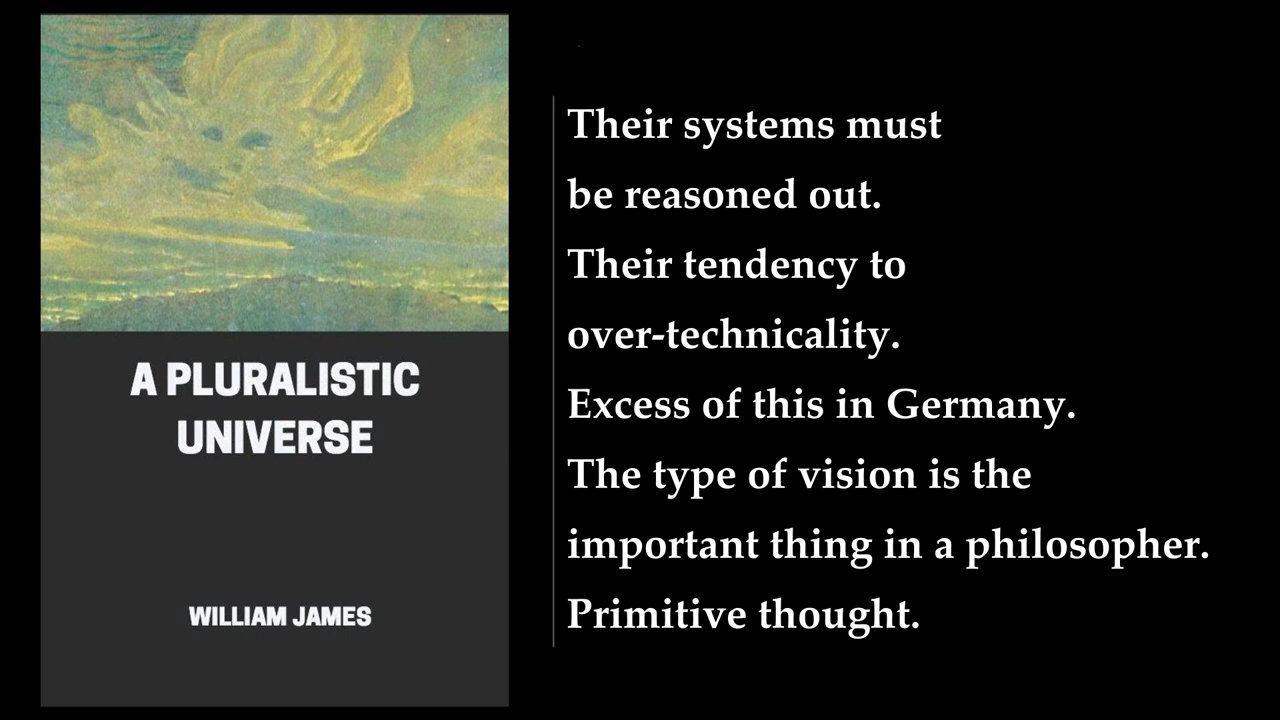 A PLURALISTIC
UNIVERSE
WILLIAM JAMES
Their systems must
be reasoned out.
Their tendency to
over-technicality.
Excess of this in Germany.
The type of vision is the
important thing in a philosopher.
Primitive thought.